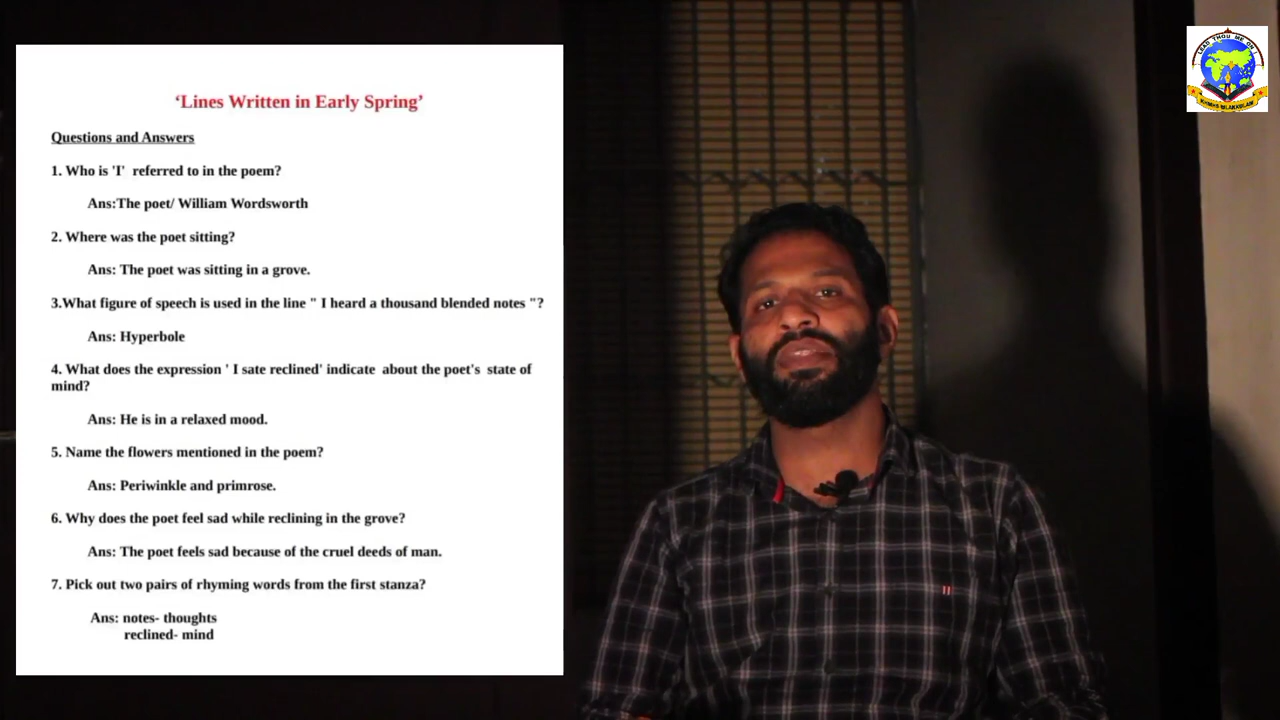 ‘Lines Written in Early Spring’
Questions and Answers
1. Who is 'I'  referred to in the poem?
Ans:The poet/ William Wordsworth
2. Where was the poet sitting?
Ans: The poet was sitting in a grove.
3.What figure of speech is used in the line " I heard a thousand blended notes "?
Ans: Hyperbole
4. What does the expression ' I sate reclined' indicate  about the poet's  state of
mind?
Ans: He is in a relaxed mood.
5. Name the flowers mentioned in the poem?
Ans: Periwinkle and primrose.
6. Why does the poet feel sad while reclining in the grove?
Ans: The poet feels sad because of the cruel deeds of man.
7. Pick out two pairs of rhyming words from the first stanza?
Ans: notes- thoughts
reclined- mind
LEAD THOU ME ON